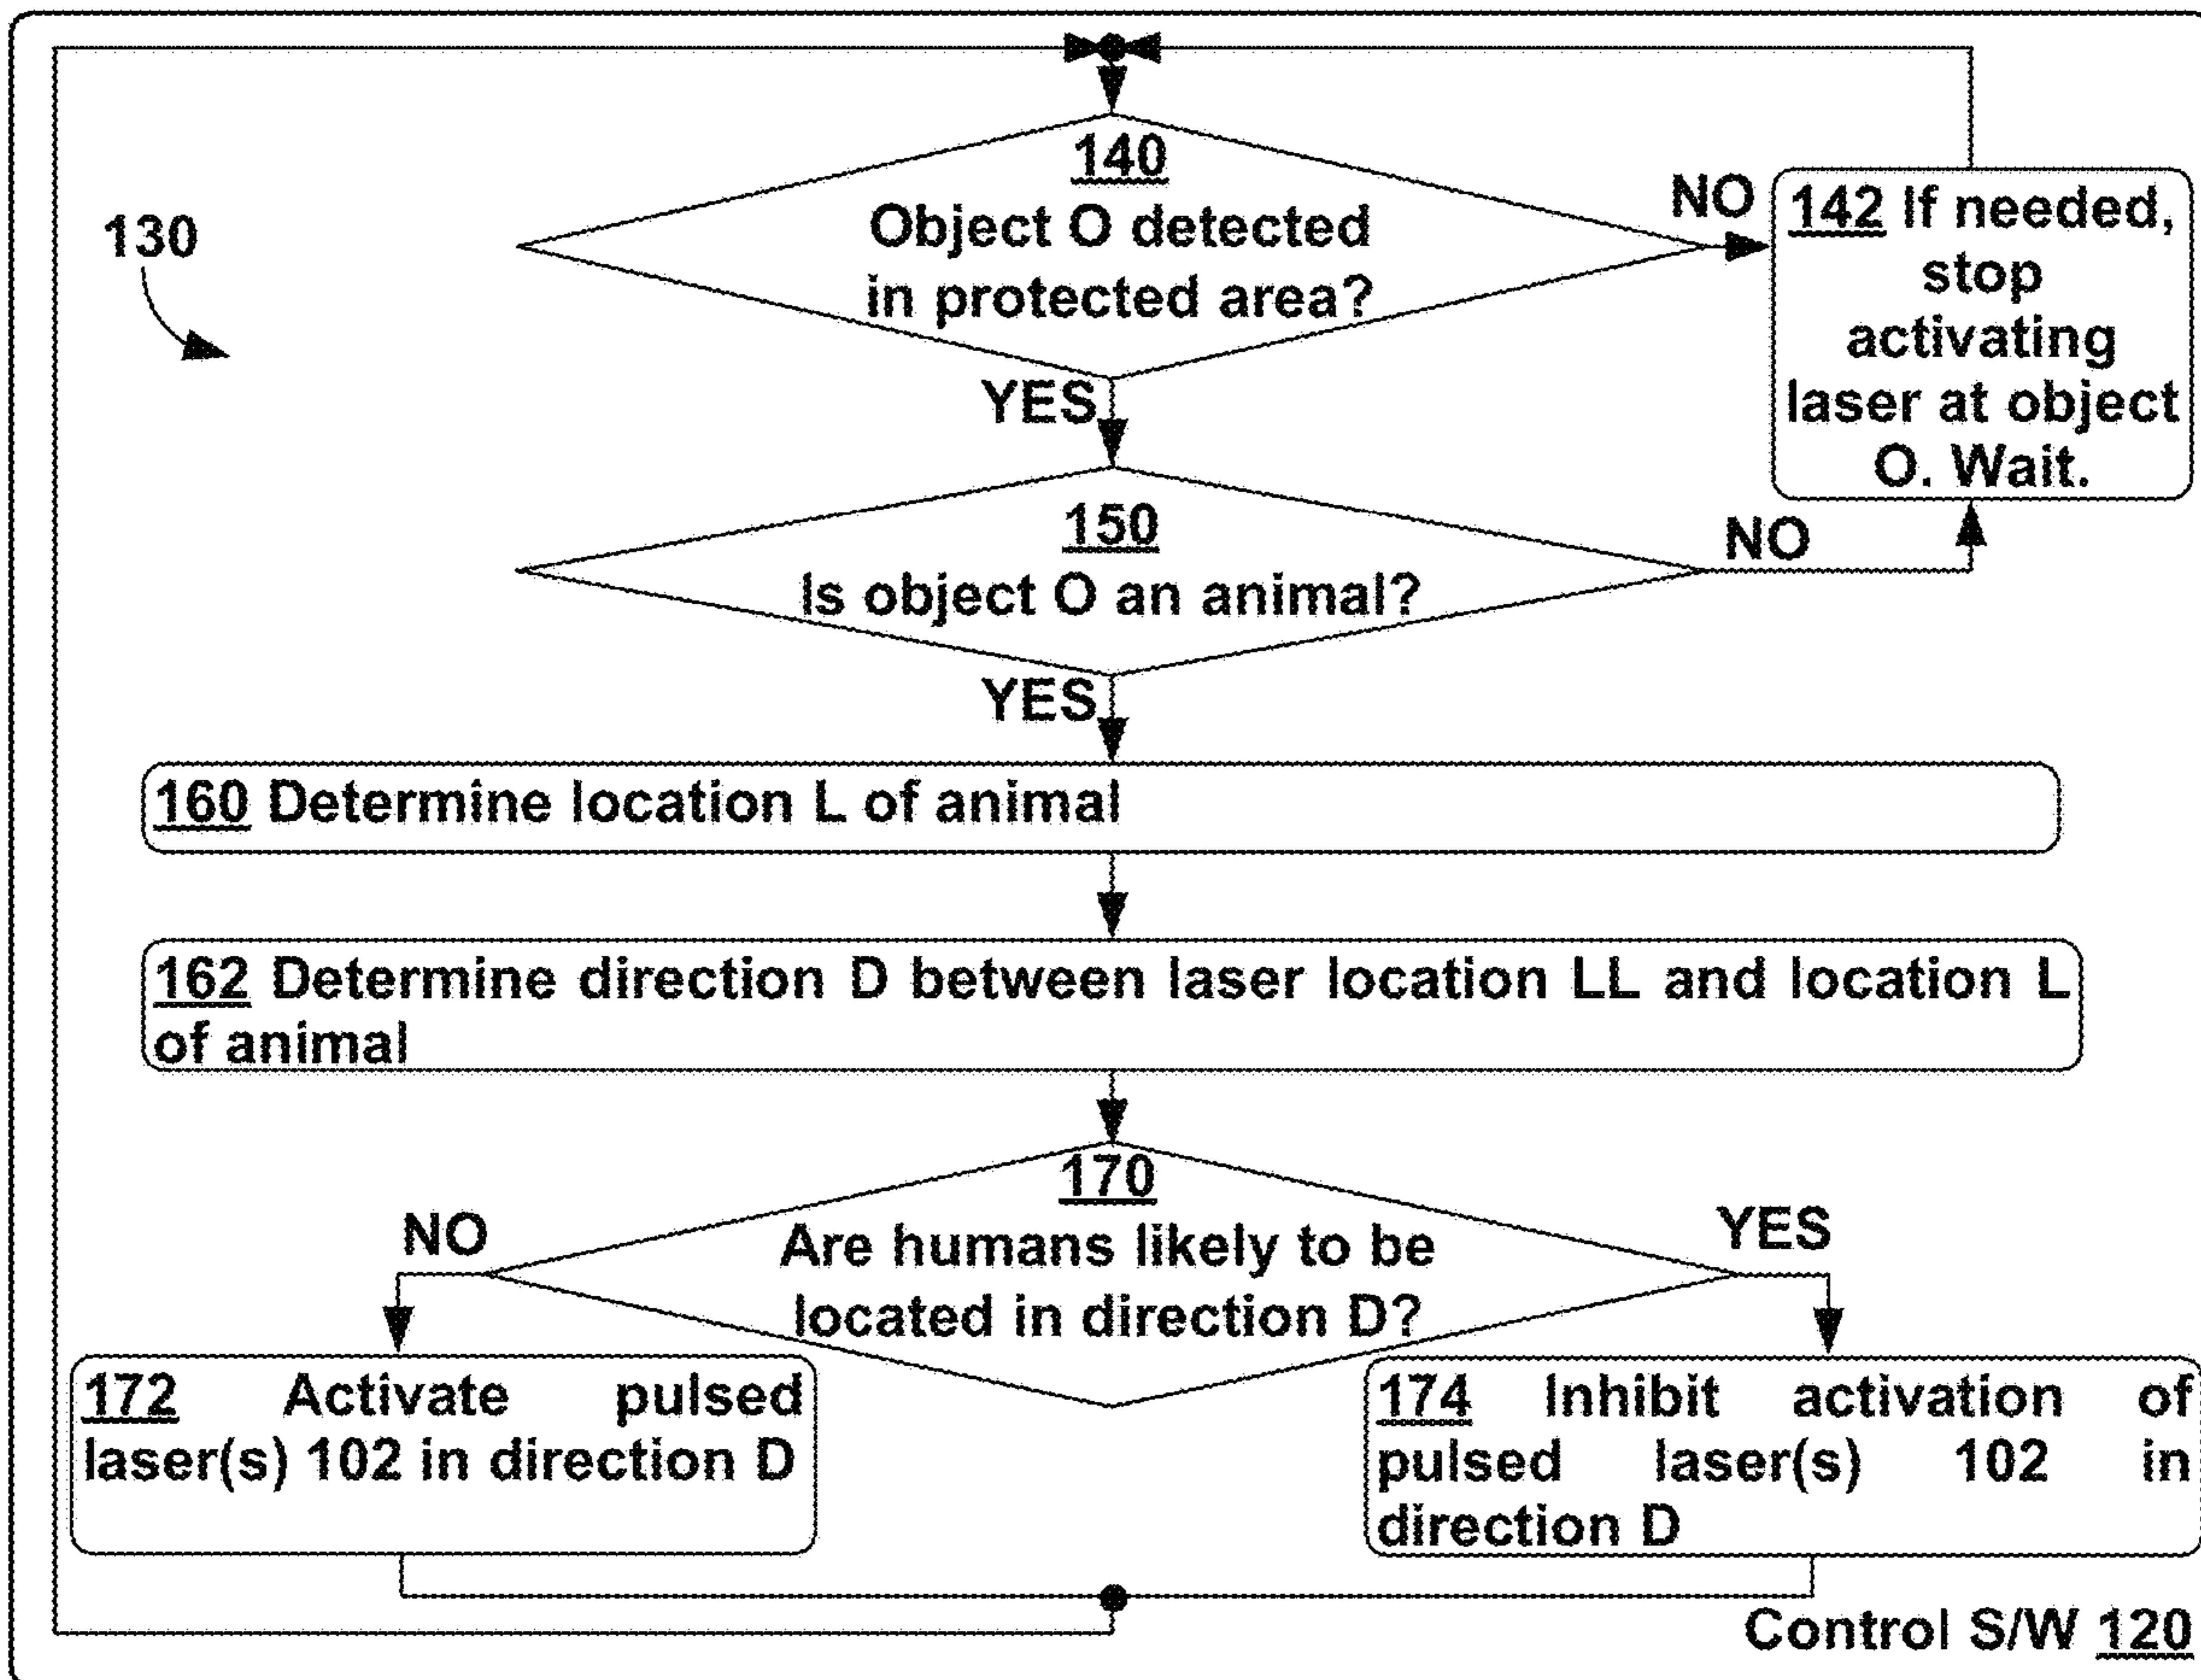 140
Object O detected
in protected area?
130
NO
142 If needed,
stop
activating
laser at object
O. Wait.
YES
150
Is object O an animal?
NO
YES
160 Determine location L of animal
162 Determine direction D between laser location LL and location L
of animal
170
Are humans likely to be
located in direction D?
NO
YES
172 Activate pulsed
laser(s) 102 in direction D
174 Inhibit activation of
pulsed laser(s) 102 in
direction D
Control S/W 120